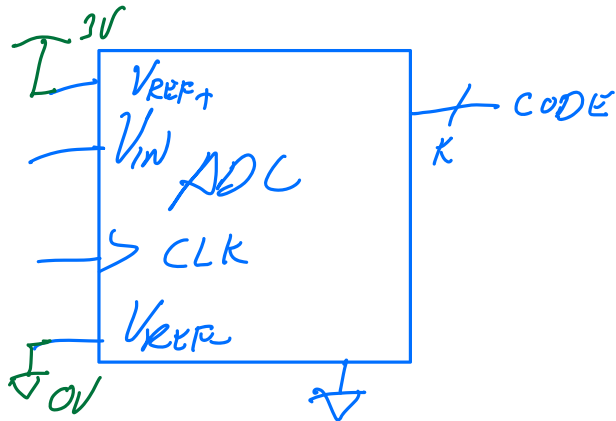 3V
VREF+
VIN
ADC
CODE
K
CLK
VREF-
0V